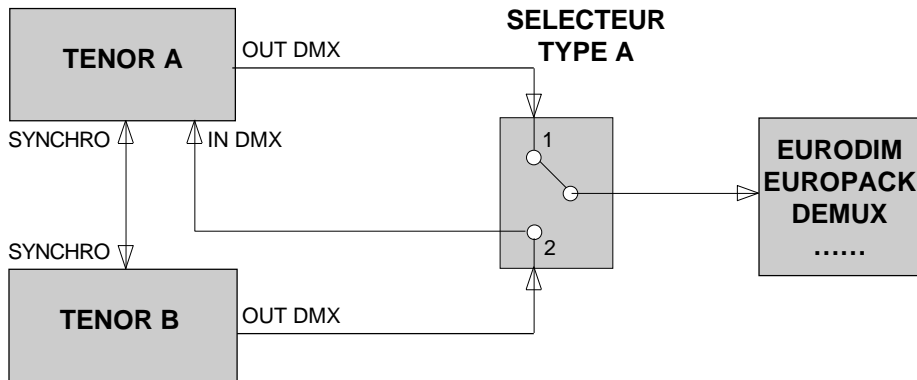 TENOR A
OUT DMX
SELECTEUR
TYPE A
SYNCHRO
IN DMX
1
2
EURODIM
EUROPACK
DEMUX
......
SYNCHRO
TENOR B
OUT DMX